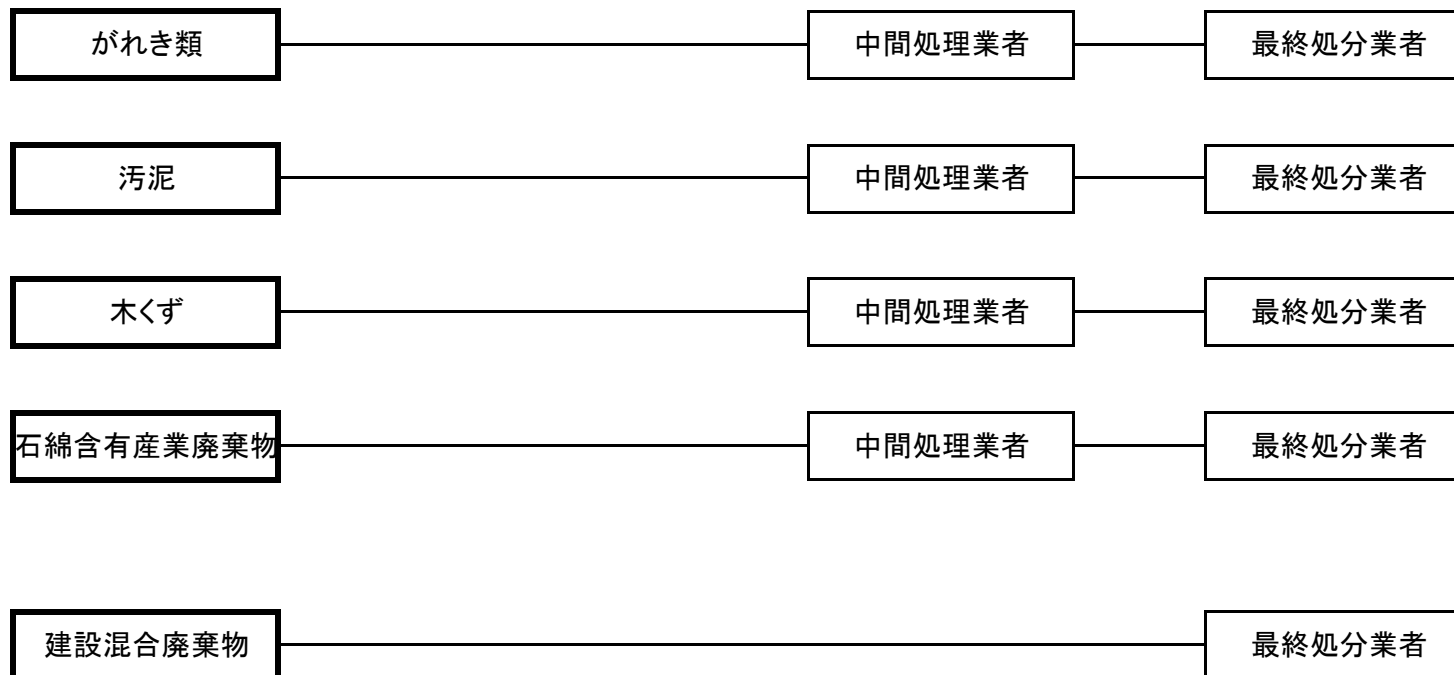 がれき類 中間処理業者 最終処分業者
汚泥 中間処理業者 最終処分業者
木くず 中間処理業者 最終処分業者
石綿含有産業廃棄物 中間処理業者 最終処分業者
建設混合廃棄物 最終処分業者